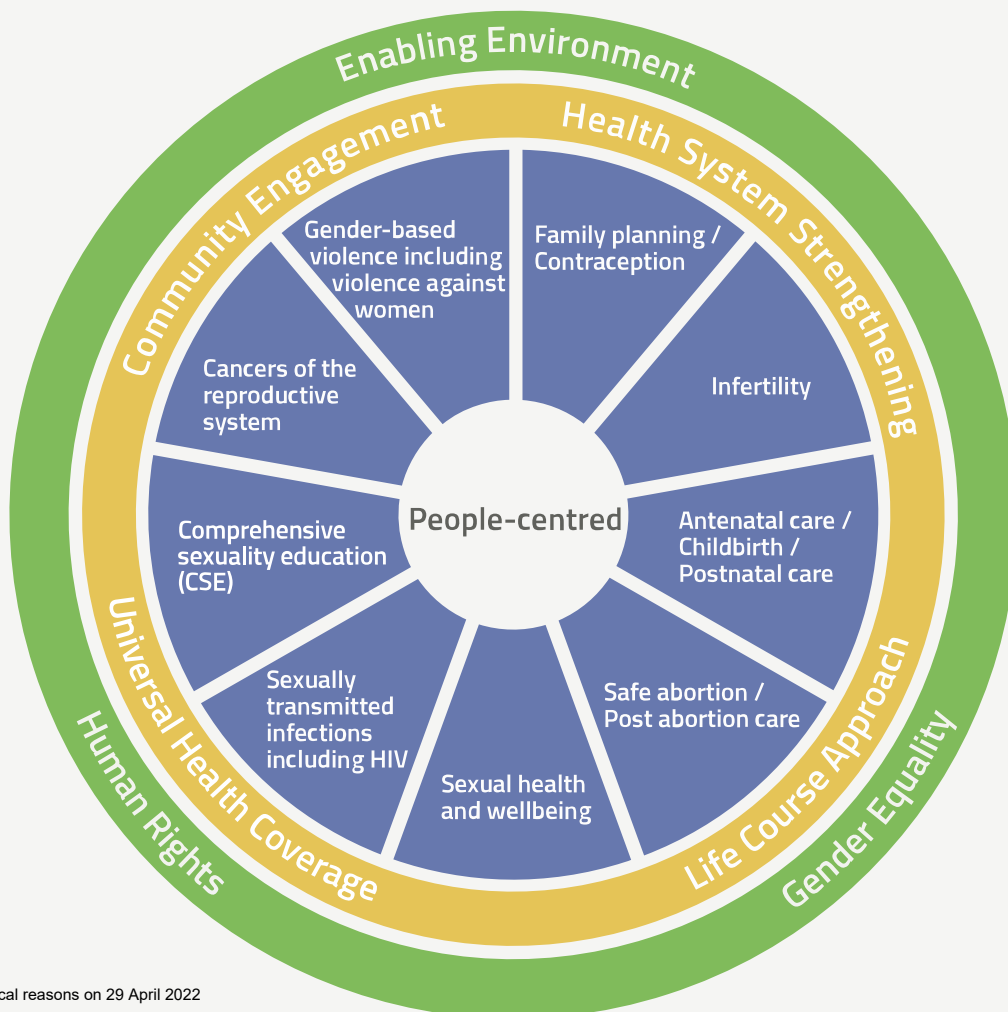 Enabling Environment
Community Engagement
Health System Strengthening
Gender-based
violence including
violence against
women
Family planning /
Contraception
Cancers of the
reproductive
system
Infertility
People-centred
Comprehensive
sexuality education
(CSE)
Antenatal care /
Childbirth /
Postnatal care
Sexually
transmitted
infections
including HIV
Safe abortion /
Post abortion care
Sexual health
and wellbeing
Universal Health Coverage
Life Course Approach
Human Rights
Gender Equality
cal reasons on 29 April 2022